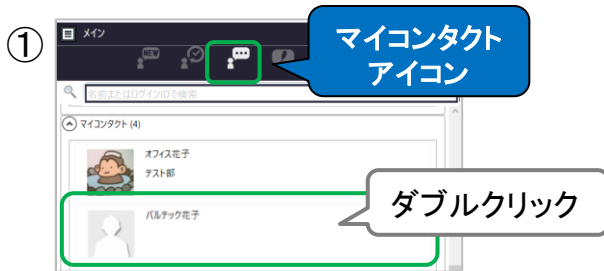 ①
メイン
マイコンタクト
アイコン
NEW
名前またはログインIDで検索
マイコンタクト (4)
オフィス花子
テスト部
バルテック花子
ダブルクリック